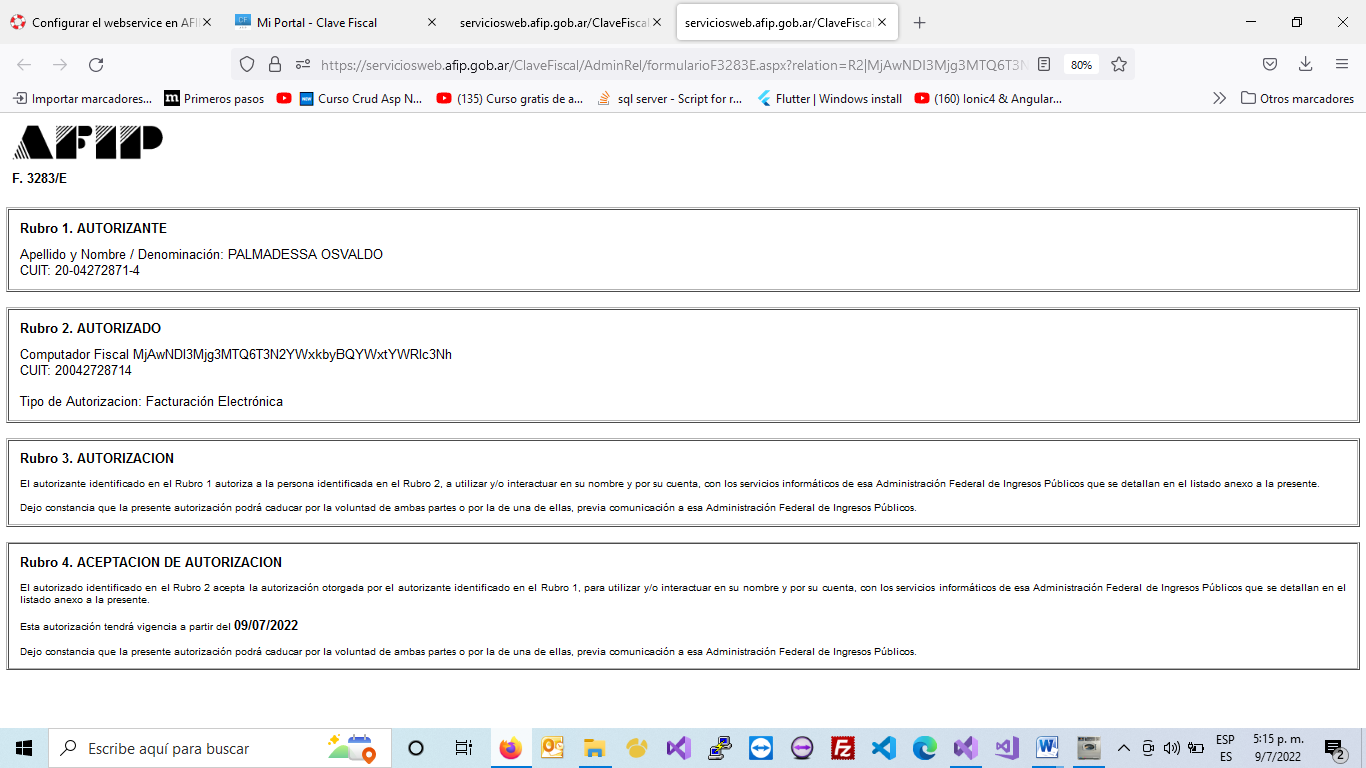 Configurar el webservice en AFI
Mi Portal - Clave Fiscal
serviciosweb.afip.gob.ar/ClaveFiscal
serviciosweb.afip.gob.ar/ClaveFiscal
https://serviciosweb.afip.gob.ar/ClaveFiscal/AdminRel/formularioF3283E.aspx?relation=R2|MjAwNDI3Mjg3MTQ6T3N
80%
Importar marcadores...
Primeros pasos
Curso Crud Asp N...
(135) Curso gratis de a...
sql server - Script for r...
Flutter | Windows install
(160) Ionic4 & Angular...
Otros marcadores
AFIP
F. 3283/E
Rubro 1. AUTORIZANTE
Apellido y Nombre / Denominación: PALMADESSA OSVALDO
CUIT: 20-04272871-4
Rubro 2. AUTORIZADO
Computador Fiscal MjAwNDI3Mjg3MTQ6T3N2YWxkbyBQYWxtYWRlc3Nh
CUIT: 20042728714
Tipo de Autorizacion: Facturación Electrónica
Rubro 3. AUTORIZACION
El autorizante identificado en el Rubro 1 autoriza a la persona identificada en el Rubro 2, a utilizar y/o interactuar en su nombre y por su cuenta, con los servicios informáticos de esa Administración Federal de Ingresos Públicos que se detallan en el listado anexo a la presente.
Dejo constancia que la presente autorización podrá caducar por la voluntad de ambas partes o por la de una de ellas, previa comunicación a esa Administración Federal de Ingresos Públicos.
Rubro 4. ACEPTACION DE AUTORIZACION
El autorizado identificado en el Rubro 2 acepta la autorización otorgada por el autorizante identificado en el Rubro 1, para utilizar y/o interactuar en su nombre y por su cuenta, con los servicios informáticos de esa Administración Federal de Ingresos Públicos que se detallan en el
listado anexo a la presente.
Esta autorización tendrá vigencia a partir del 09/07/2022
Dejo constancia que la presente autorización podrá caducar por la voluntad de ambas partes o por la de una de ellas, previa comunicación a esa Administración Federal de Ingresos Públicos.
Escribe aquí para buscar
ESP
ES
5:15 p. m.
9/7/2022
2